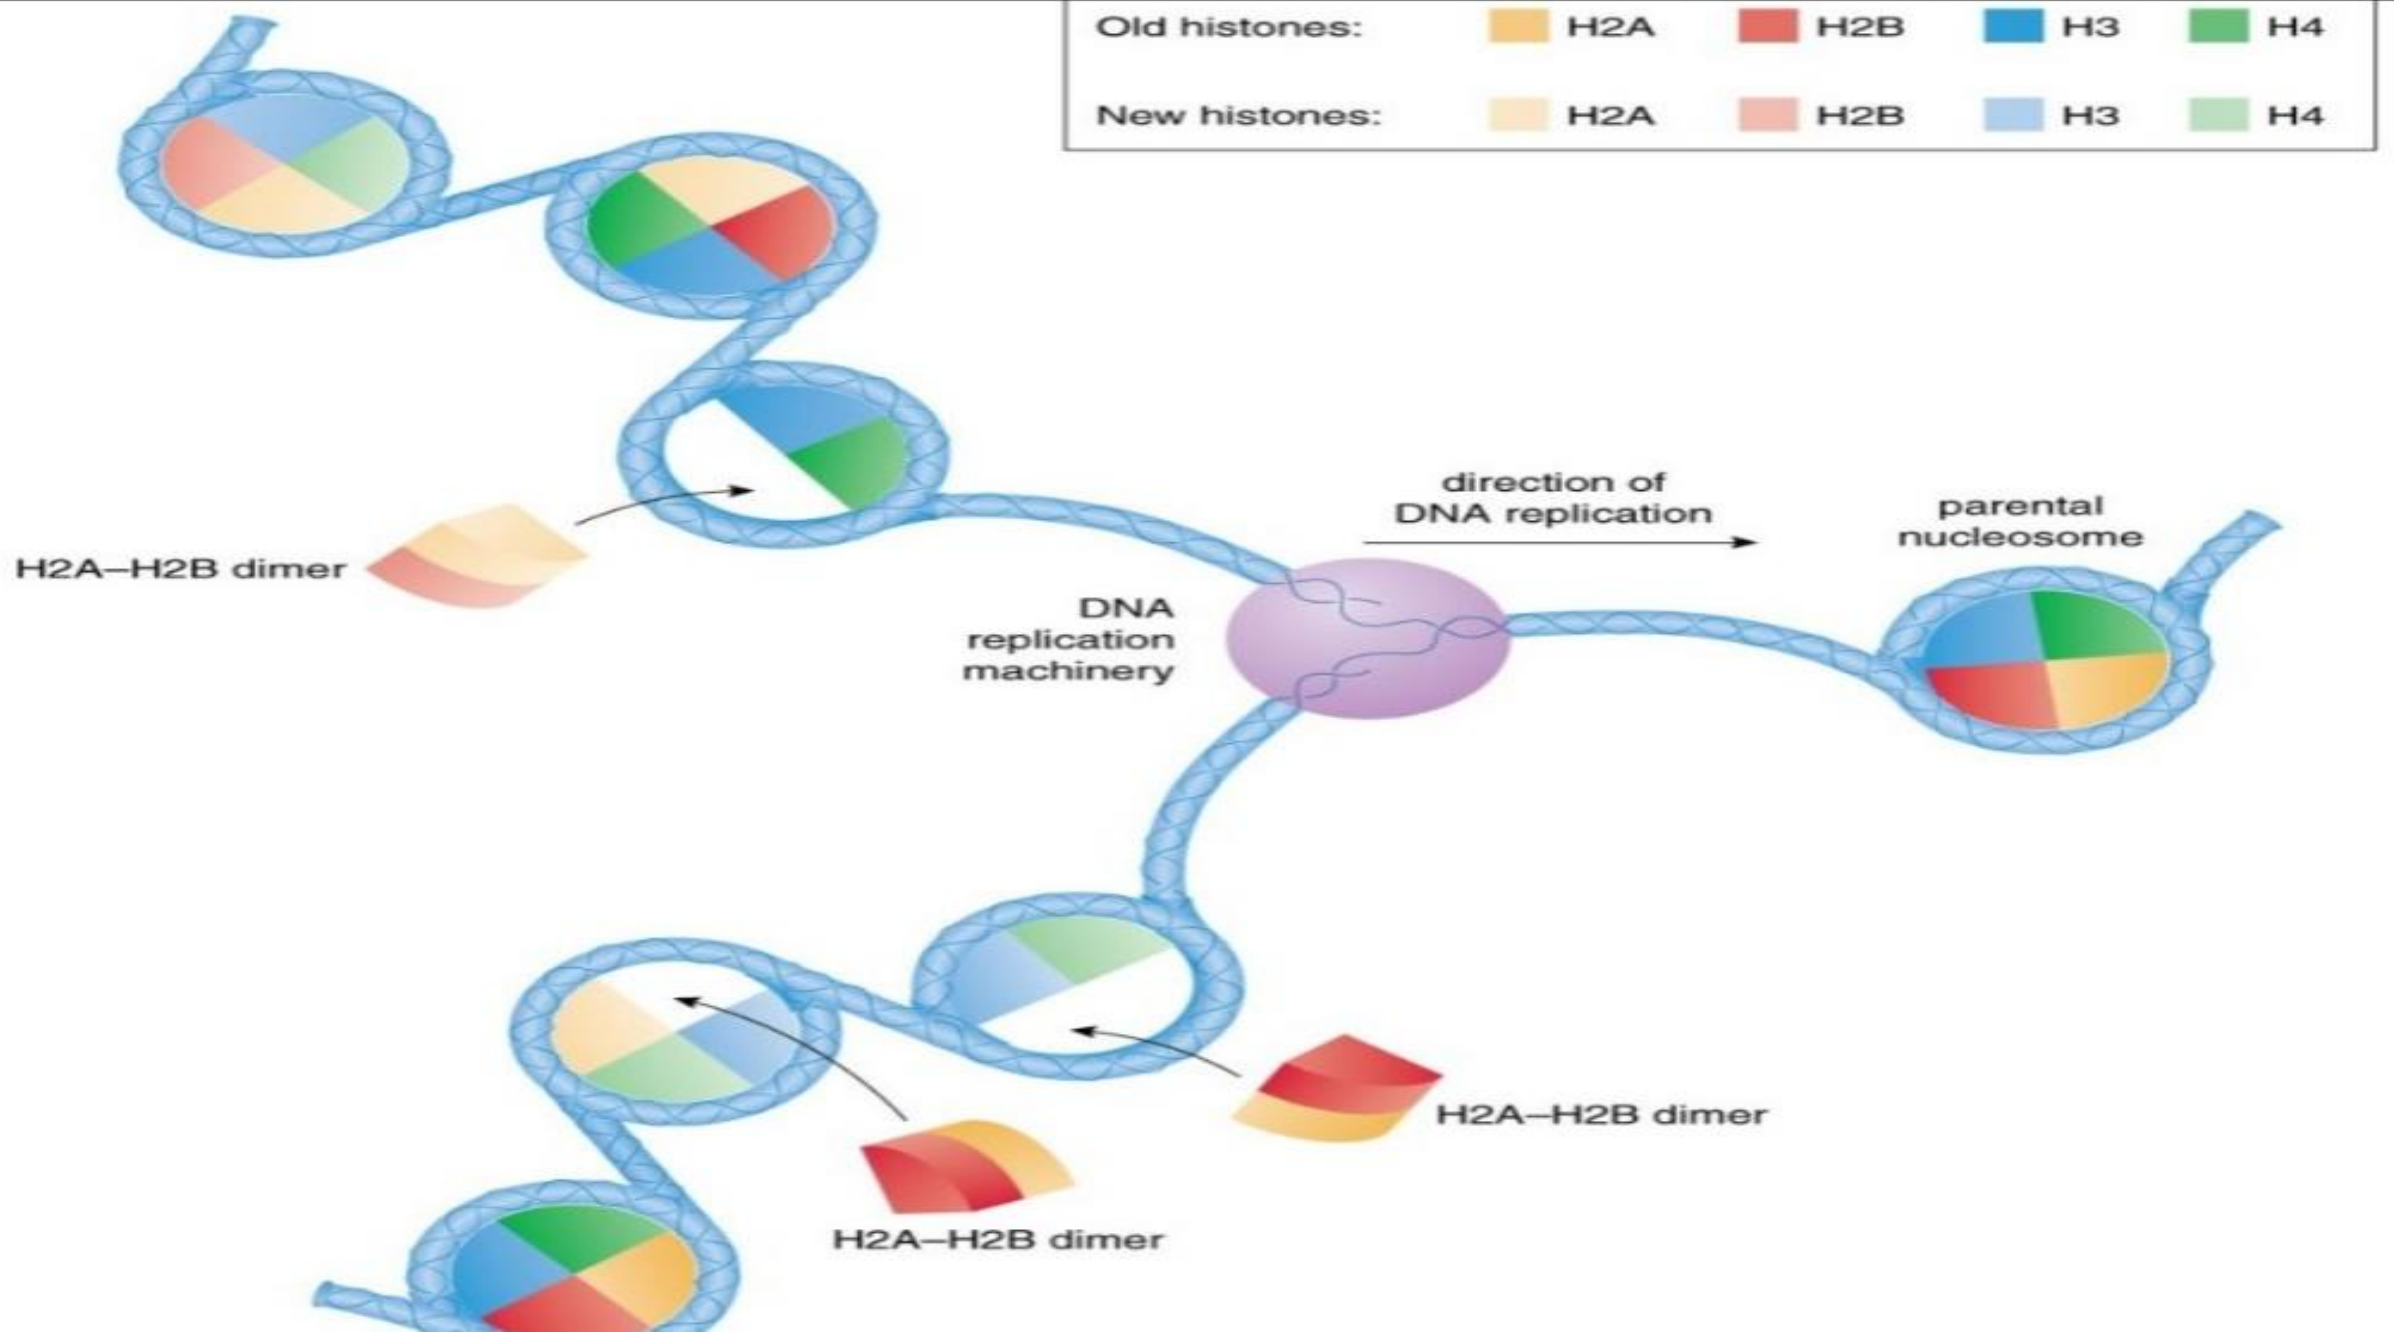 Old histones: H2A H2B H3 H4
New histones: H2A H2B H3 H4
direction of
DNA replication
parental
nucleosome
H2A–H2B dimer
DNA
replication
machinery
H2A–H2B dimer
H2A–H2B dimer